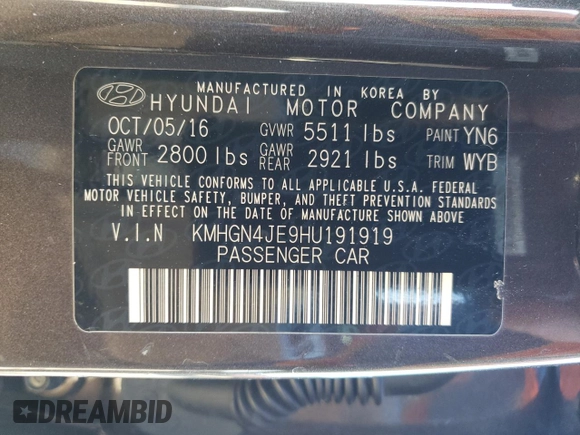 MANUFACTURED IN KOREA BY
HYUNDAI MOTOR COMPANY
OCT/05/16 GVWR 5511 lbs PAINT YN6
GAWR FRONT 2800 lbs GAWR REAR 2921 lbs TRIM WYB
THIS VEHICLE CONFORMS TO ALL APPLICABLE U.S.A. FEDERAL
MOTOR VEHICLE SAFETY, BUMPER, AND THEFT PREVENTION STANDARDS
IN EFFECT ON THE DATE OF MANUFACTURE SHOWN ABOVE.
V.I.N KMHGN4JE9HU191919
PASSENGER CAR
DREAMBID